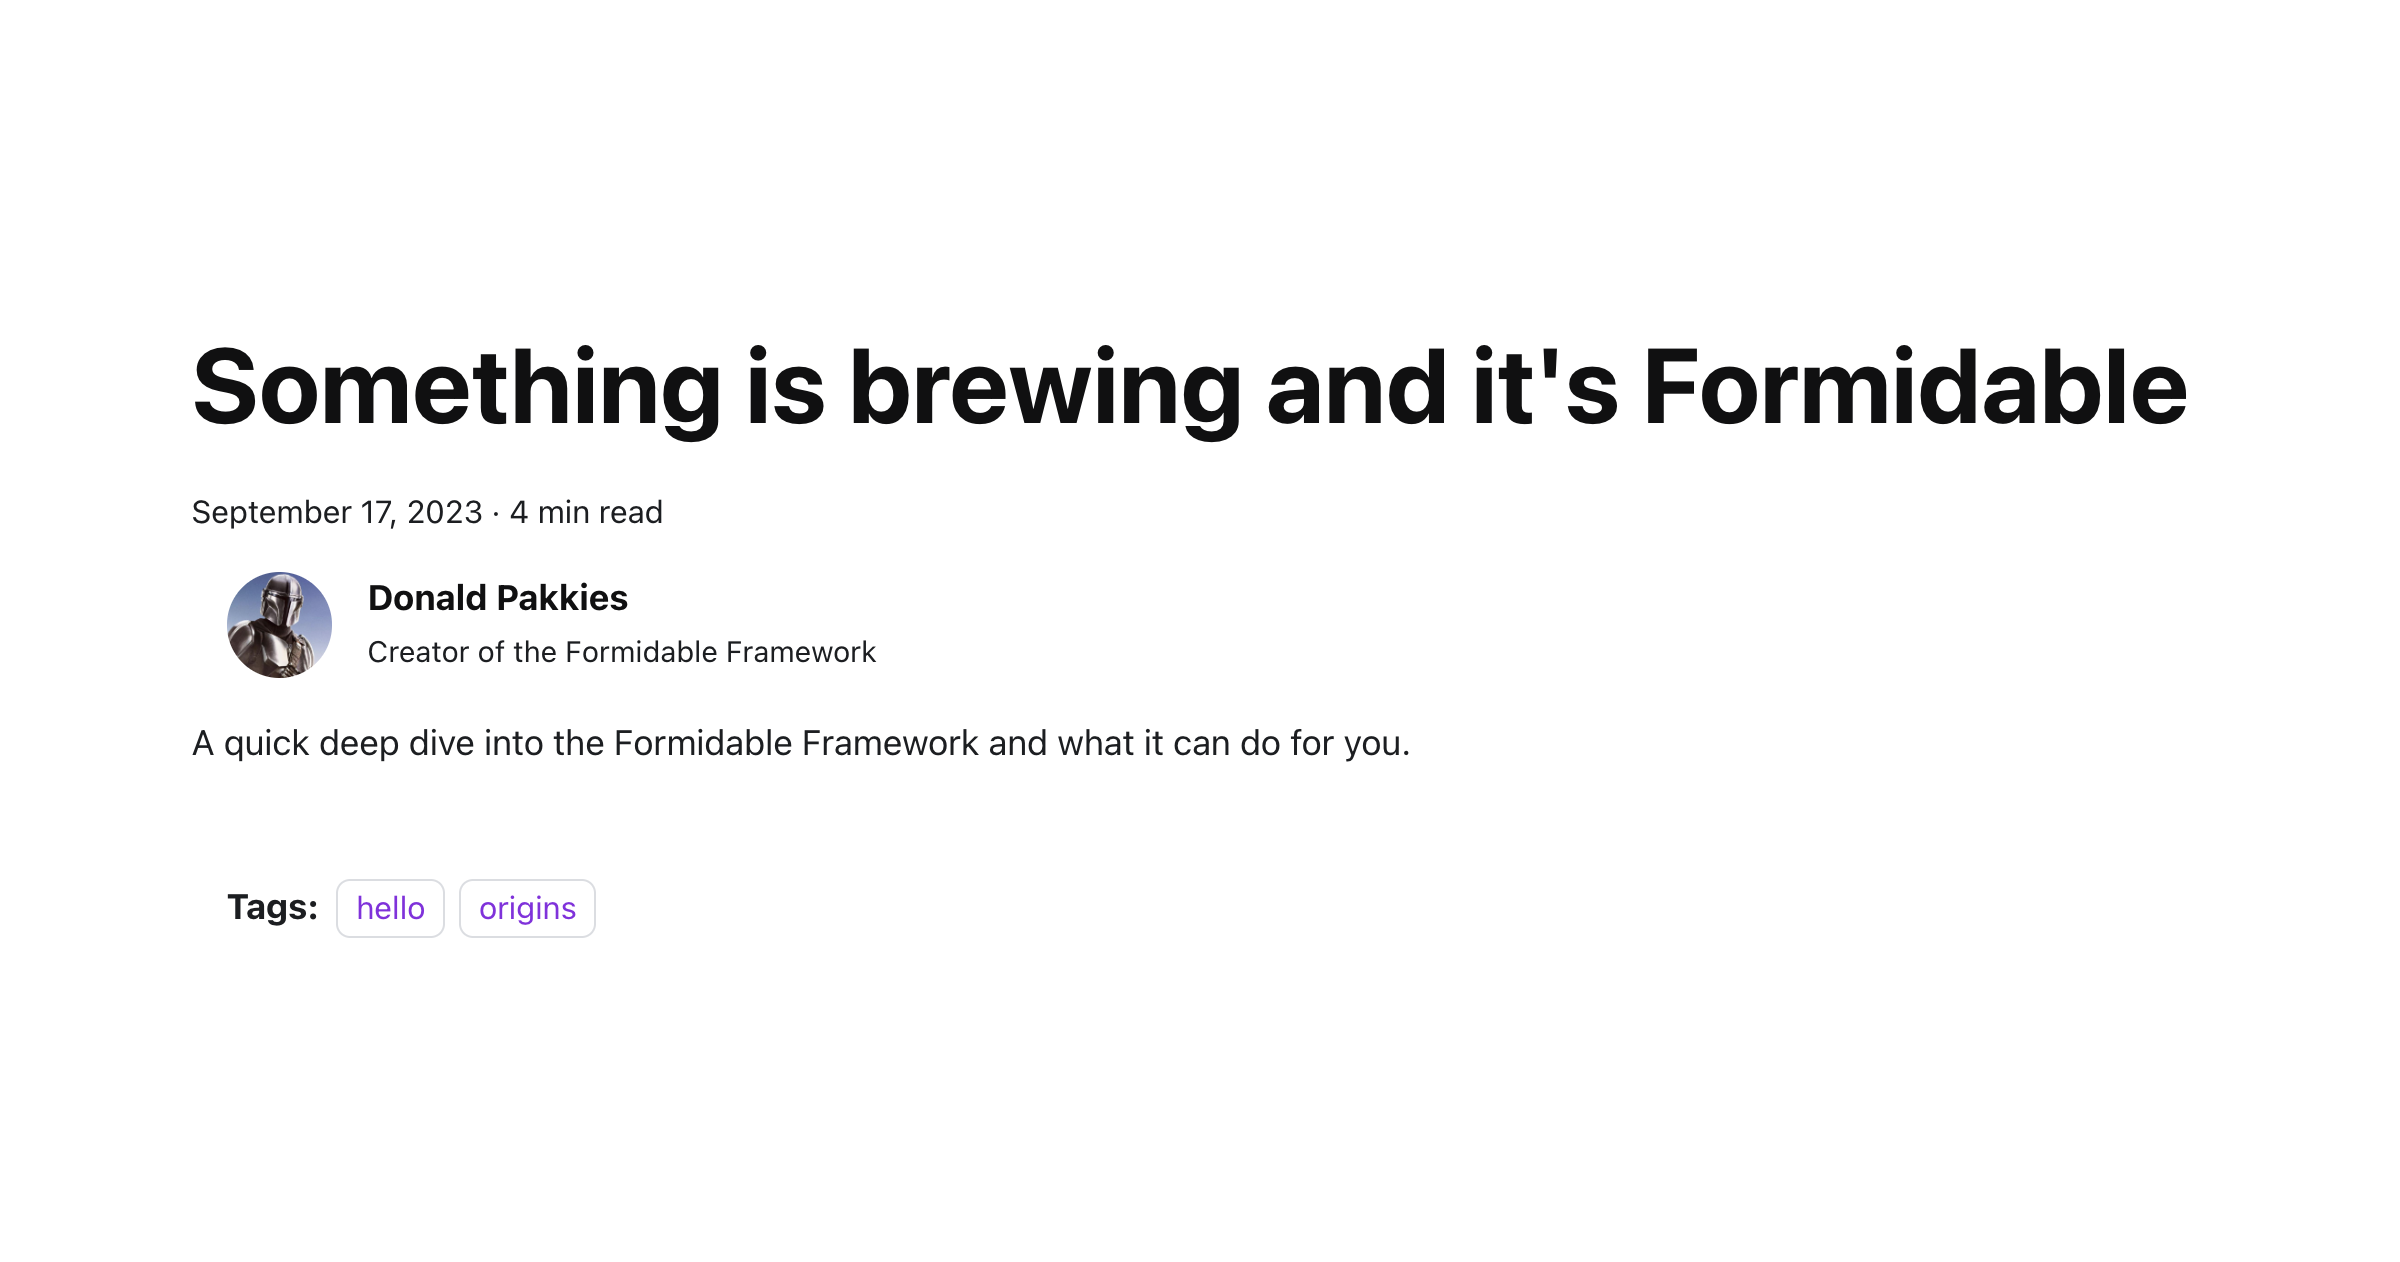 Something is brewing and it's Formidable
September 17, 2023 · 4 min read
Donald Pakkies
Creator of the Formidable Framework
A quick deep dive into the Formidable Framework and what it can do for you.
Tags: hello origins